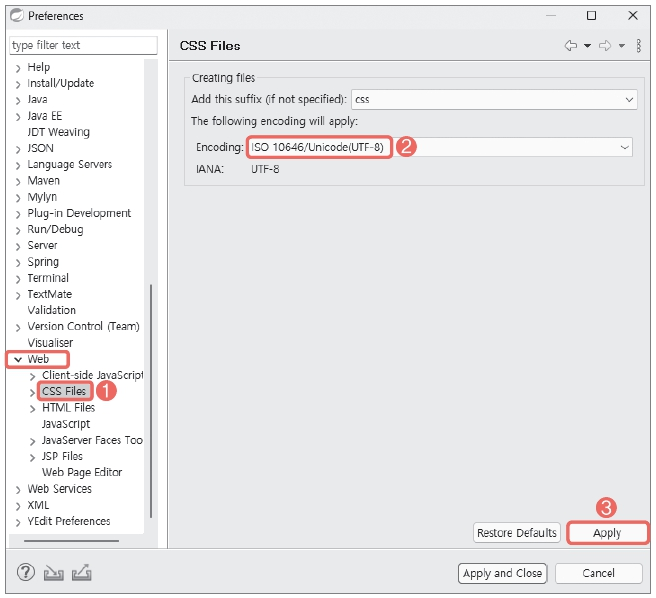 Preferences
type filter text
Help
Install/Update
Java
Java EE
JDT Weaving
JSON
Language Servers
Maven
Mylyn
Plug-in Development
Run/Debug
Server
Spring
Terminal
TextMate
Validation
Version Control (Team)
Visualiser
Web
Client-side JavaScript
CSS Files 1
HTML Files
JavaScript
JavaServer Faces Too
JSP Files
Web Page Editor
Web Services
XML
YEdit Preferences
CSS Files
Creating files
Add this suffix (if not specified): css
The following encoding will apply:
Encoding: ISO 10646/Unicode(UTF-8) 2
IANA: UTF-8
3
Restore Defaults Apply
? Apply and Close Cancel